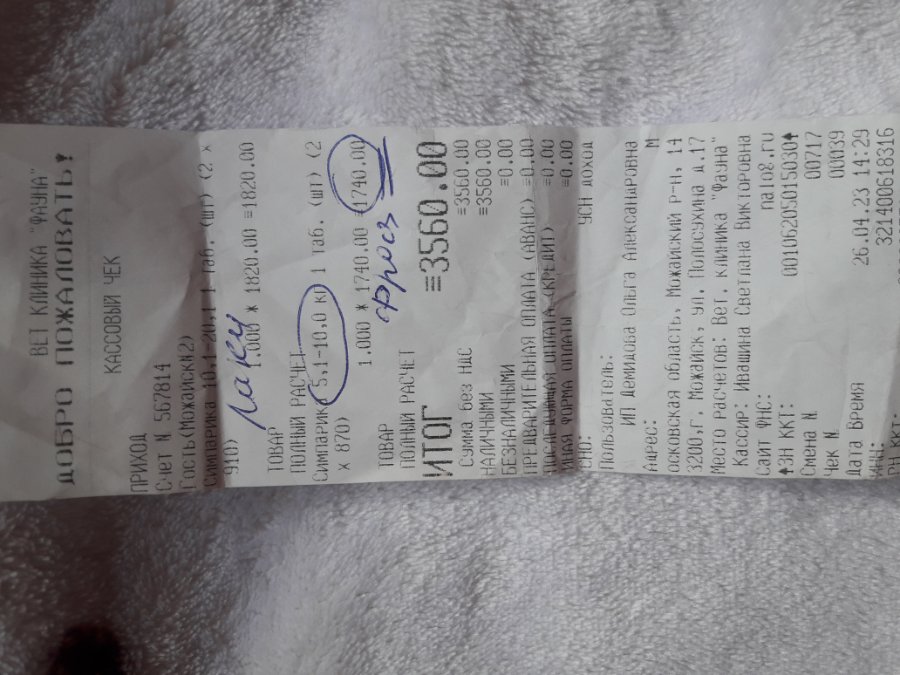 ВЕТ КЛИНИКА "ФАУНА"
ДОБРО ПОЖАЛОВАТЬ!
КАССОВЫЙ ЧЕК
ПРИХОД
Счет N 567814
Гость(Можайск№2)
Симпарика 10,1-20,1 1 таб. (шт) (2 x
910)
Лаки
1.000 * 1820.00 =1820.00
ТОВАР
ПОЛНЫЙ РАСЧЕТ
Симпарика 5,1-10,0 кг 1 таб. (шт) (2
x 870)
1.000 * 1740.00 =1740.00
ТОВАР
ПОЛНЫЙ РАСЧЕТ
ИТОГ =3560.00
Сумма без НДС =3560.00
НАЛИЧНЫМИ =3560.00
БЕЗНАЛИЧНЫМИ =0.00
ПРЕДВАРИТЕЛЬНАЯ ОПЛАТА (АВАНС) =0.00
ПОСЛЕДУЮЩАЯ ОПЛАТА (КРЕДИТ) =0.00
ИНАЯ ФОРМА ОПЛАТЫ =0.00
СНО: УСН ДОХОД
Пользователь:
ИП Демидова Ольга Александровна
Адрес: М
осковская область, Можайский р-н, 14
3200,г. Можайск, ул. Полосухина д.17
Место расчетов: Вет. клиника "Фауна"
Кассир: Ивашина Светлана Викторовна
Сайт ФНС: nalog.ru
ЗН ККТ: 00106205015030
Смена N 00717
Чек N 00039
Дата Время 26.04.23 14:29
ИНН: 321400618316
РН ККТ: